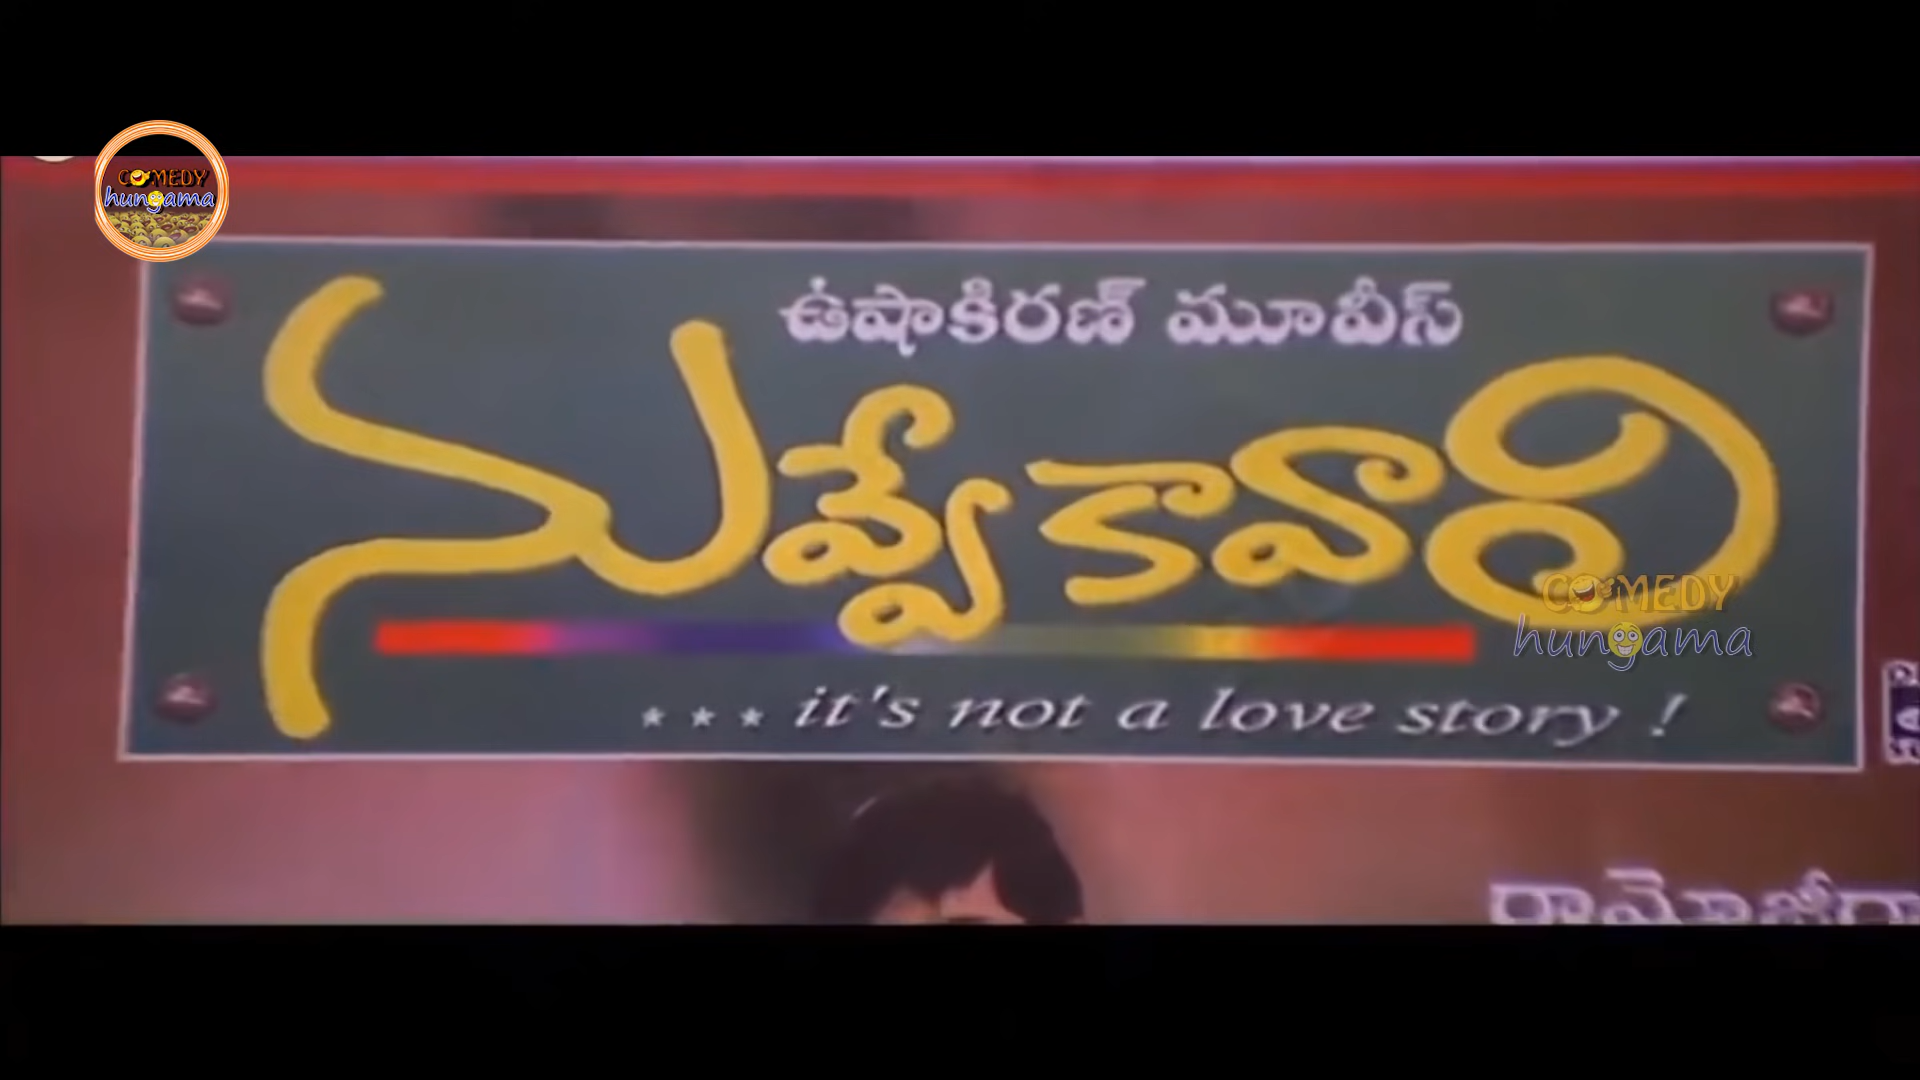 COMEDY
hungama
ఉషాకిరణ్ మూవీస్
నువ్వే కావాలి
... it's not a love story !
COMEDY
hungama
రామోజీరా